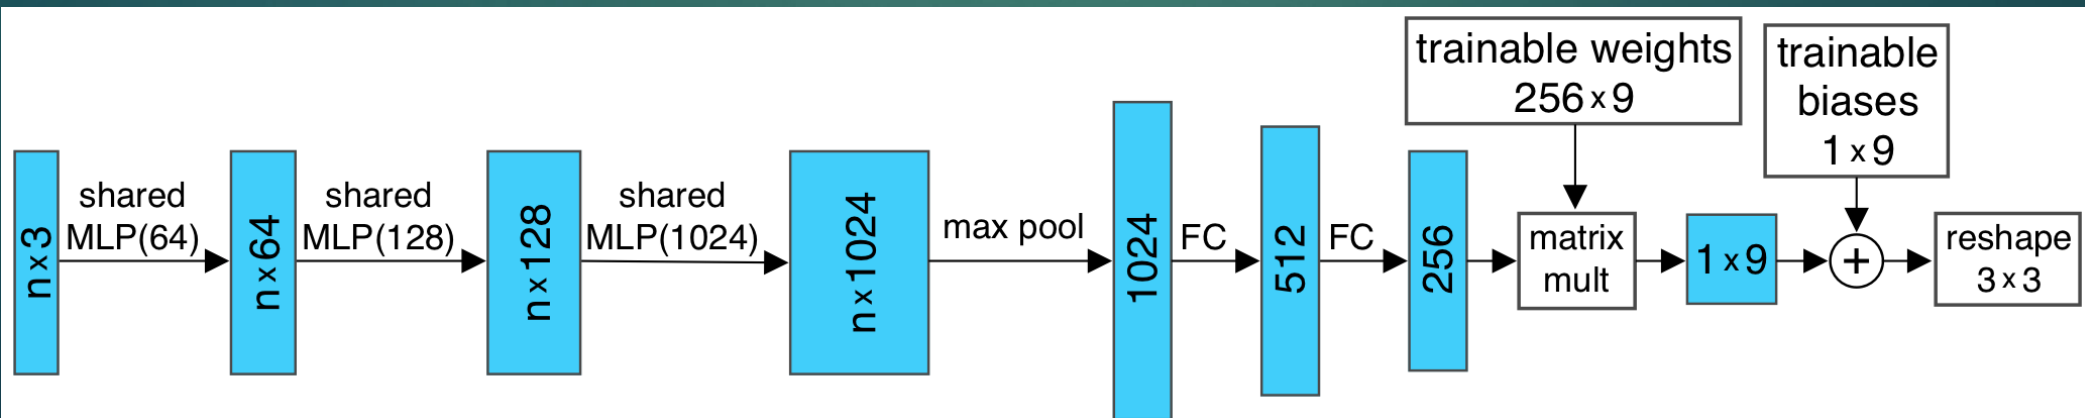 n×3
shared
MLP(64)
n×64
shared
MLP(128)
n×128
shared
MLP(1024)
n×1024
max pool
1024
FC
512
FC
256
trainable weights
256×9
matrix
mult
1×9
trainable
biases
1×9
+
reshape
3×3